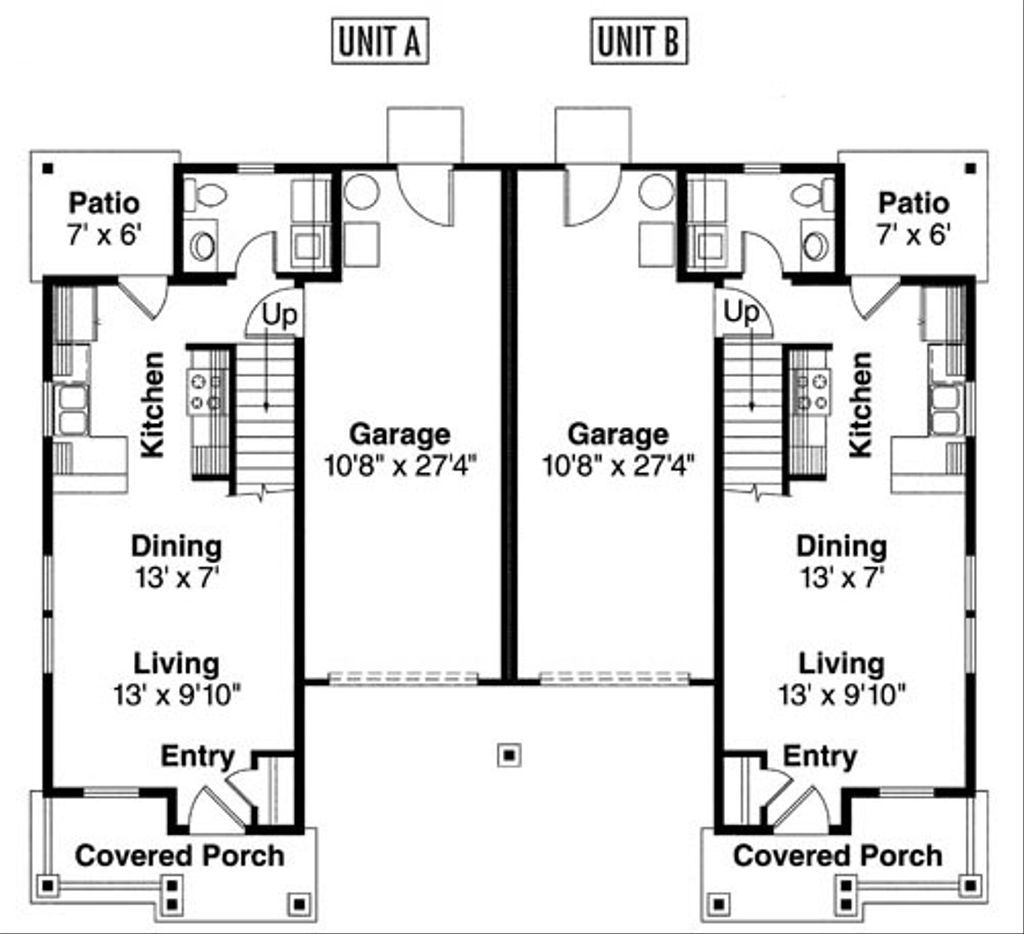 UNIT A
UNIT B
Patio
7' x 6'
Patio
7' x 6'
Up
Up
Kitchen
Kitchen
Garage
10'8" x 27'4"
Garage
10'8" x 27'4"
Dining
13' x 7'
Dining
13' x 7'
Living
13' x 9'10"
Living
13' x 9'10"
Entry
Entry
Covered Porch
Covered Porch